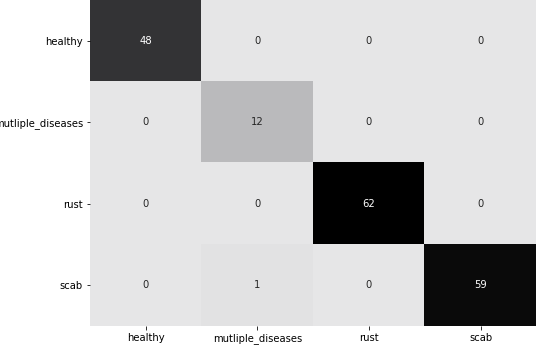 healthy 48 0 0 0
mutliple_diseases 0 12 0 0
rust 0 0 62 0
scab 0 1 0 59
healthy mutliple_diseases rust scab